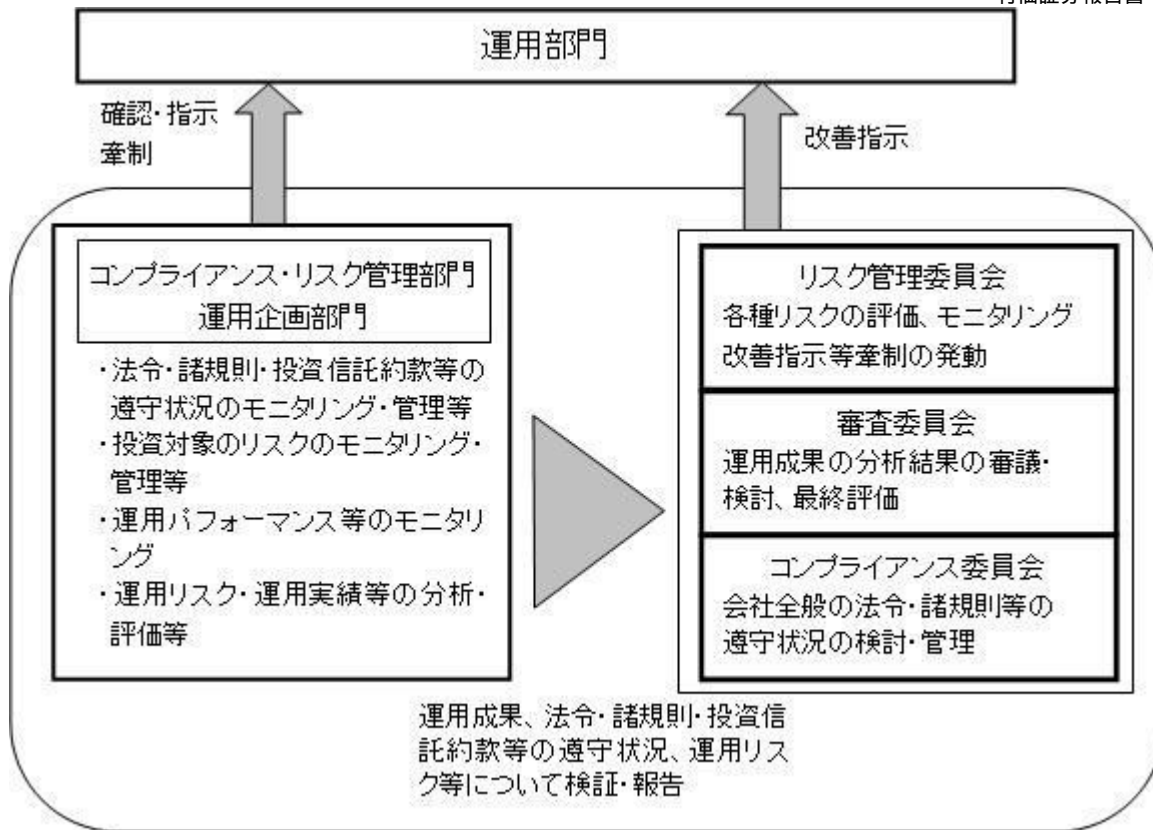 有価証券報告書
運用部門
確認・指示
牽制
改善指示
コンプライアンス・リスク管理部門
運用企画部門
・法令・諸規則・投資信託約款等の
遵守状況のモニタリング・管理等
・投資対象のリスクのモニタリング・
管理等
・運用パフォーマンス等のモニタリ
ング
・運用リスク・運用実績等の分析・
評価等
リスク管理委員会
各種リスクの評価、モニタリング
改善指示等牽制の発動
審査委員会
運用成果の分析結果の審議・
検討、最終評価
コンプライアンス委員会
会社全般の法令・諸規則等の
遵守状況の検討・管理
運用成果、法令・諸規則・投資信
託約款等の遵守状況、運用リス
ク等について検証・報告